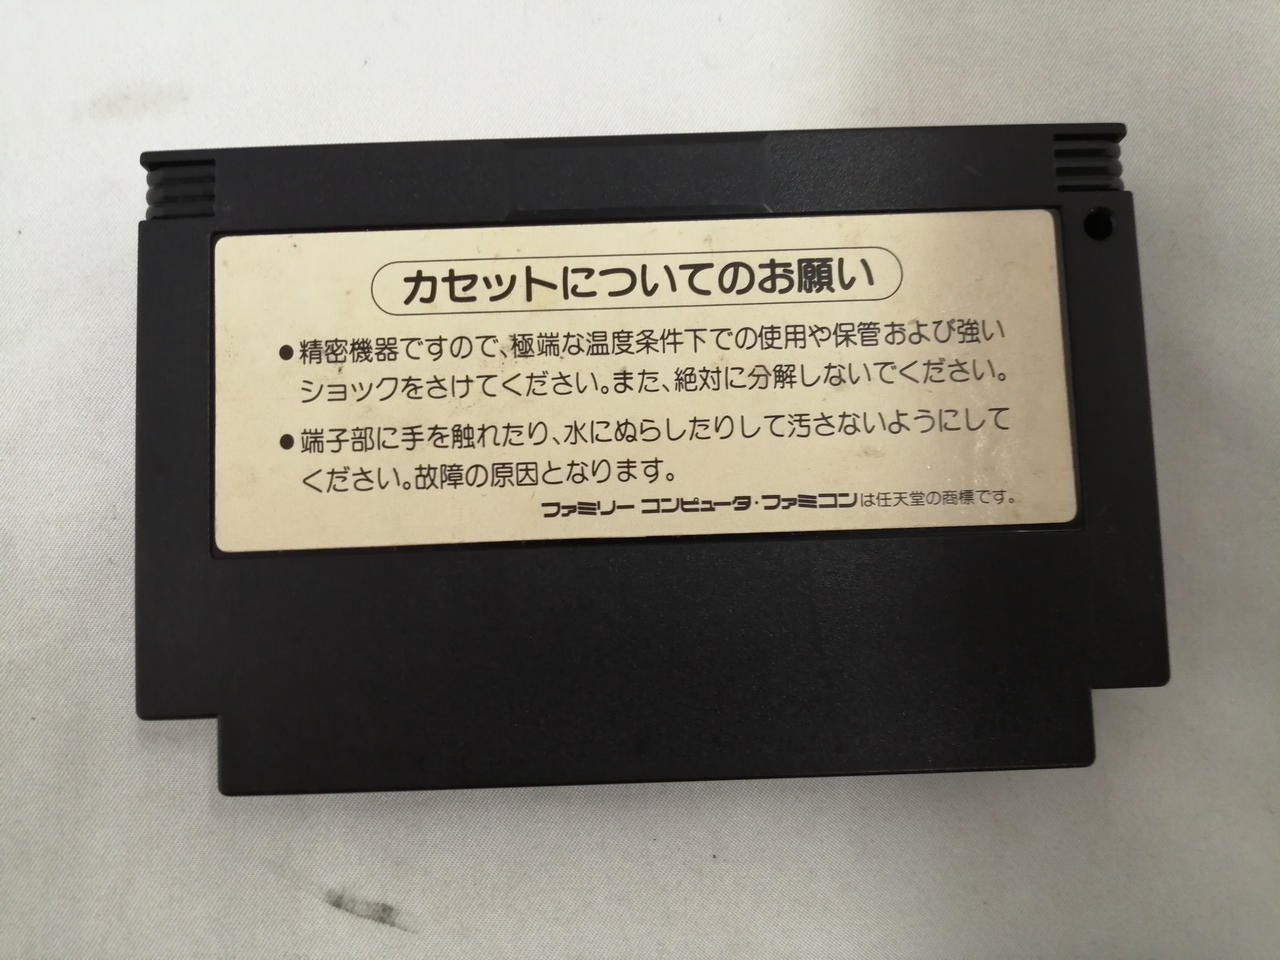 カセットについてのお願い
●精密機器ですので、極端な温度条件下での使用や保管および強い
ショックをさけてください。また、絶対に分解しないでください。
●端子部に手を触れたり、水にぬらしたりして汚さないようにして
ください。故障の原因となります。
ファミリーコンピュータ・ファミコンは任天堂の商標です。